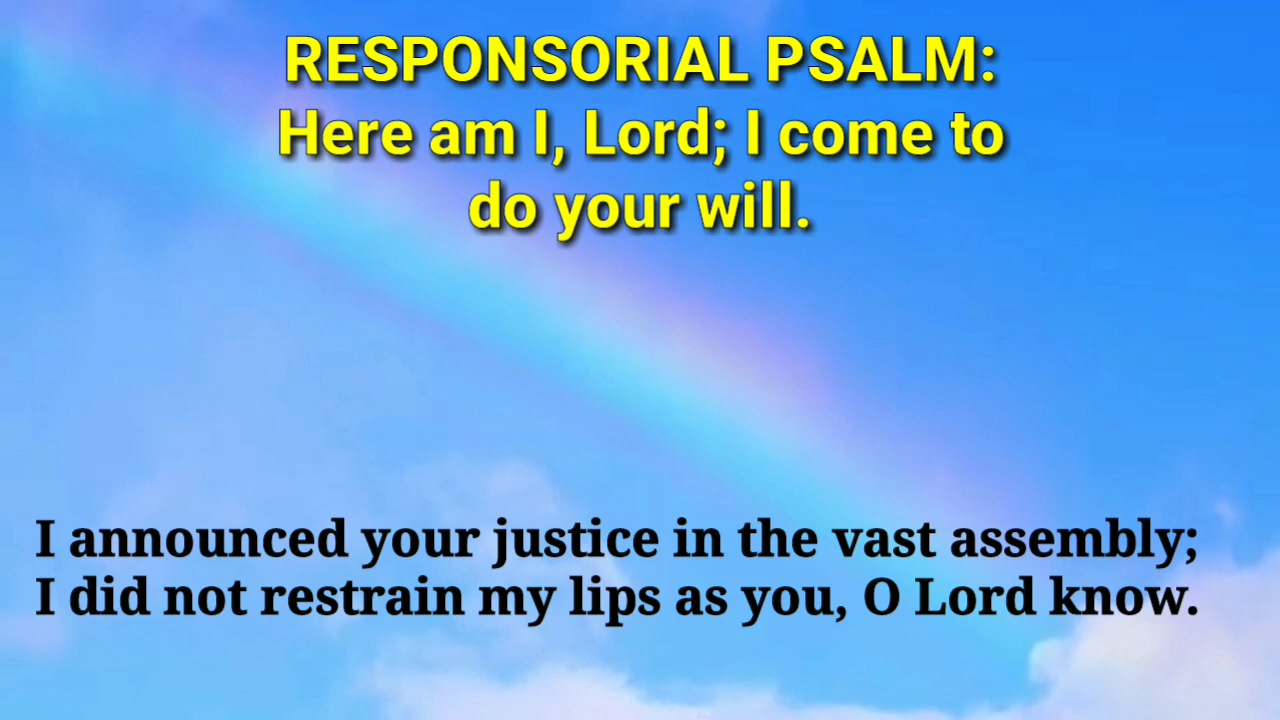 RESPONSORIAL PSALM:
Here am I, Lord; I come to
do your will.
I announced your justice in the vast assembly;
I did not restrain my lips as you, O Lord know.